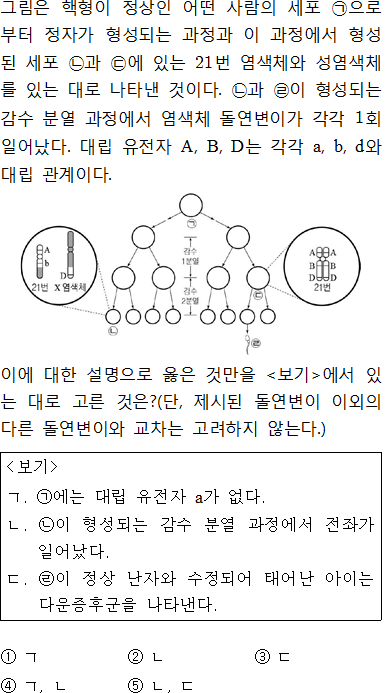 그림은 핵형이 정상인 어떤 사람의 세포 ㉠으로
부터 정자가 형성되는 과정과 이 과정에서 형성
된 세포 ㉡과 ㉢에 있는 21번 염색체와 성염색체
를 있는 대로 나타낸 것이다. ㉡과 ㉣이 형성되는
감수 분열 과정에서 염색체 돌연변이가 각각 1회
일어났다. 대립 유전자 A, B, D는 각각 a, b, d와
대립 관계이다.
㉠
감수
1분열
감수
2분열
A
b
D
21번 X 염색체
A A
B B
D D
21번
㉡
㉢
㉣
이에 대한 설명으로 옳은 것만을 <보기>에서 있
는 대로 고른 것은?(단, 제시된 돌연변이 이외의
다른 돌연변이와 교차는 고려하지 않는다.)
<보기>
ㄱ. ㉠에는 대립 유전자 a가 없다.
ㄴ. ㉡이 형성되는 감수 분열 과정에서 전좌가
일어났다.
ㄷ. ㉣이 정상 난자와 수정되어 태어난 아이는
다운증후군을 나타낸다.
① ㄱ ② ㄴ ③ ㄷ
④ ㄱ, ㄴ ⑤ ㄴ, ㄷ